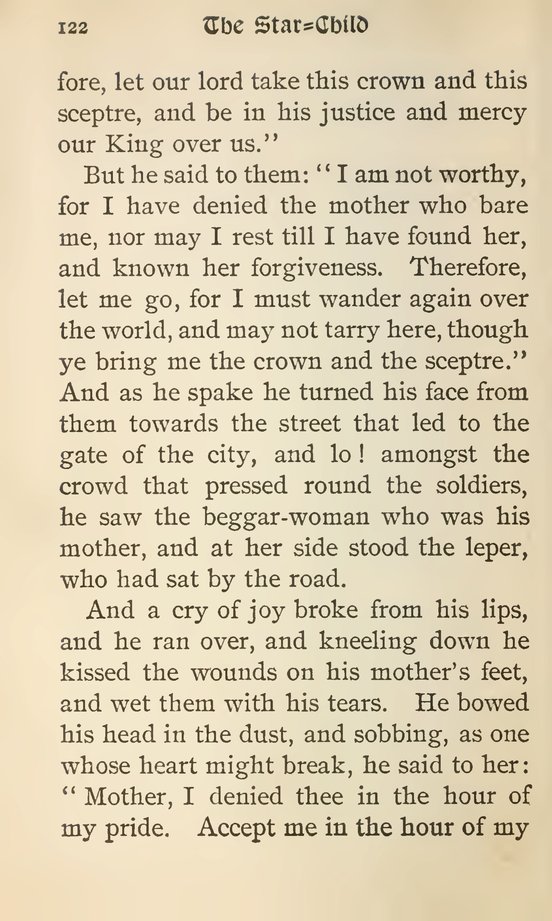 122 The Star=Child
fore, let our lord take this crown and this
sceptre, and be in his justice and mercy
our King over us."
But he said to them: "I am not worthy,
for I have denied the mother who bare
me, nor may I rest till I have found her,
and known her forgiveness. Therefore,
let me go, for I must wander again over
the world, and may not tarry here, though
ye bring me the crown and the sceptre."
And as he spake he turned his face from
them towards the street that led to the
gate of the city, and lo! amongst the
crowd that pressed round the soldiers,
he saw the beggar-woman who was his
mother, and at her side stood the leper,
who had sat by the road.
And a cry of joy broke from his lips,
and he ran over, and kneeling down he
kissed the wounds on his mother's feet,
and wet them with his tears. He bowed
his head in the dust, and sobbing, as one
whose heart might break, he said to her:
"Mother, I denied thee in the hour of
my pride. Accept me in the hour of my